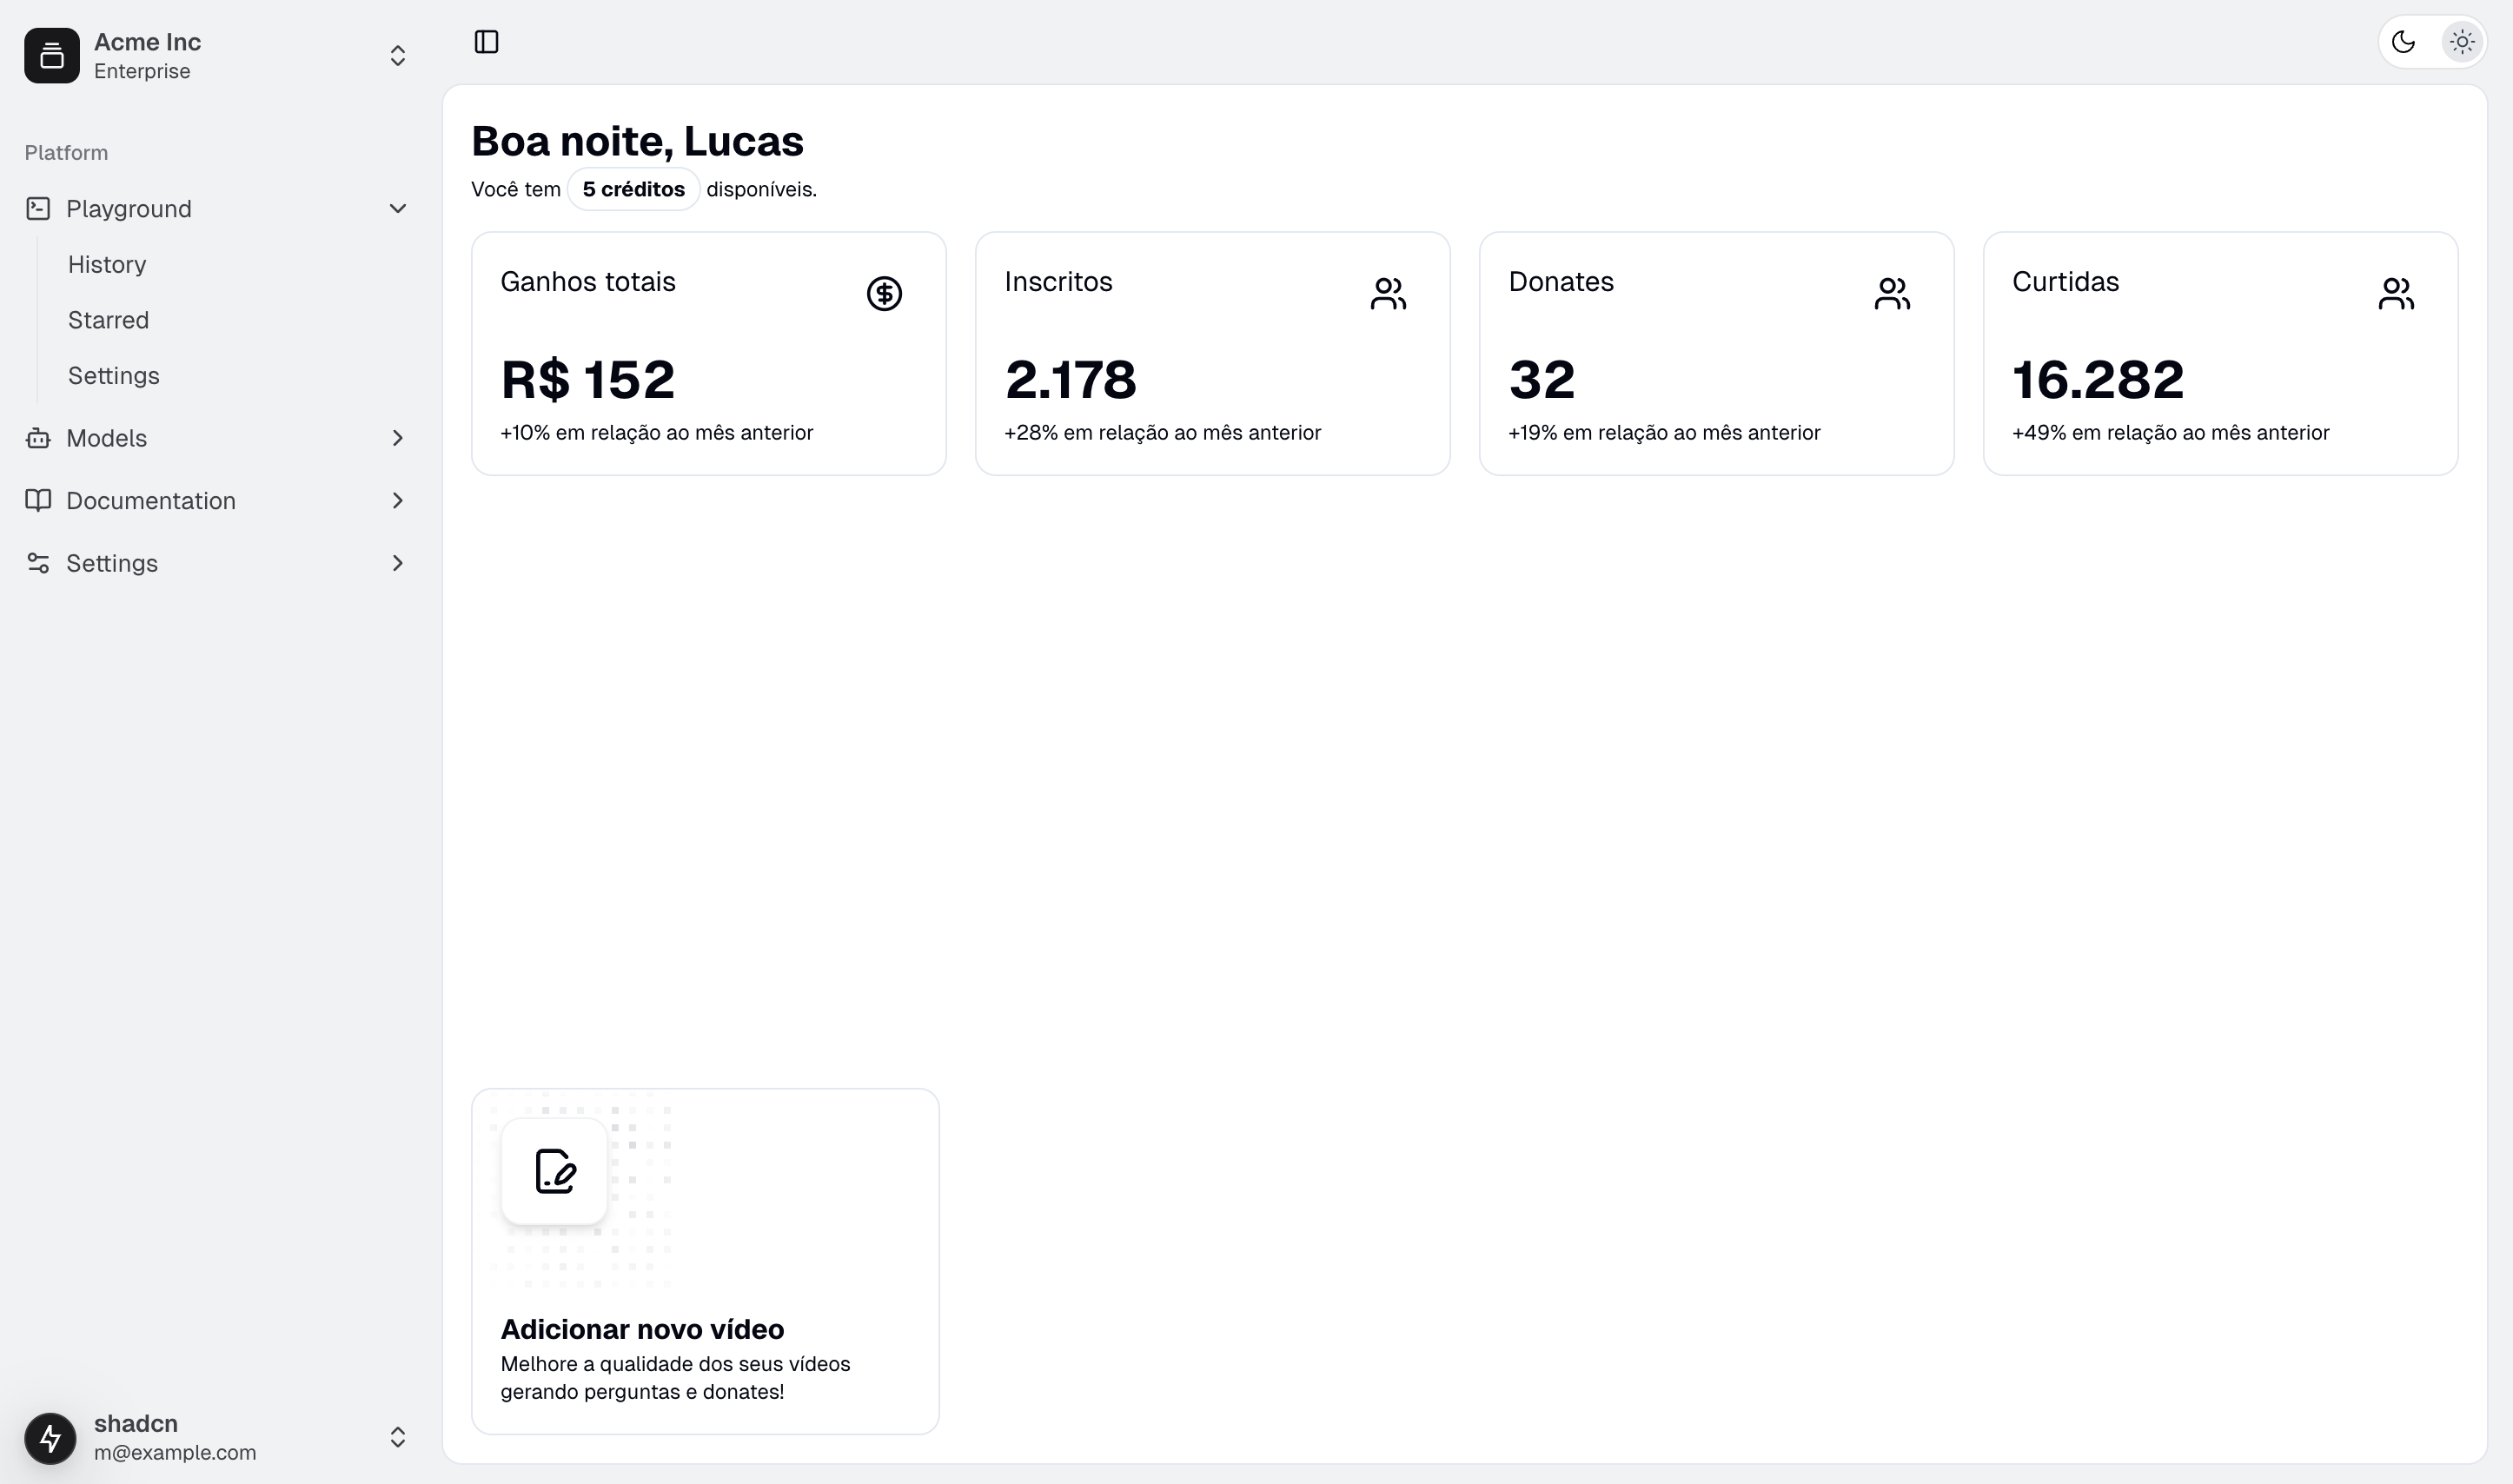 Acme Inc
Enterprise
Platform
Playground
History
Starred
Settings
Models
Documentation
Settings
shadcn
m@example.com
Boa noite, Lucas
Você tem 5 créditos disponíveis.
Ganhos totais
R$ 152
+10% em relação ao mês anterior
Inscritos
2.178
+28% em relação ao mês anterior
Donates
32
+19% em relação ao mês anterior
Curtidas
16.282
+49% em relação ao mês anterior
Adicionar novo vídeo
Melhore a qualidade dos seus vídeos
gerando perguntas e donates!